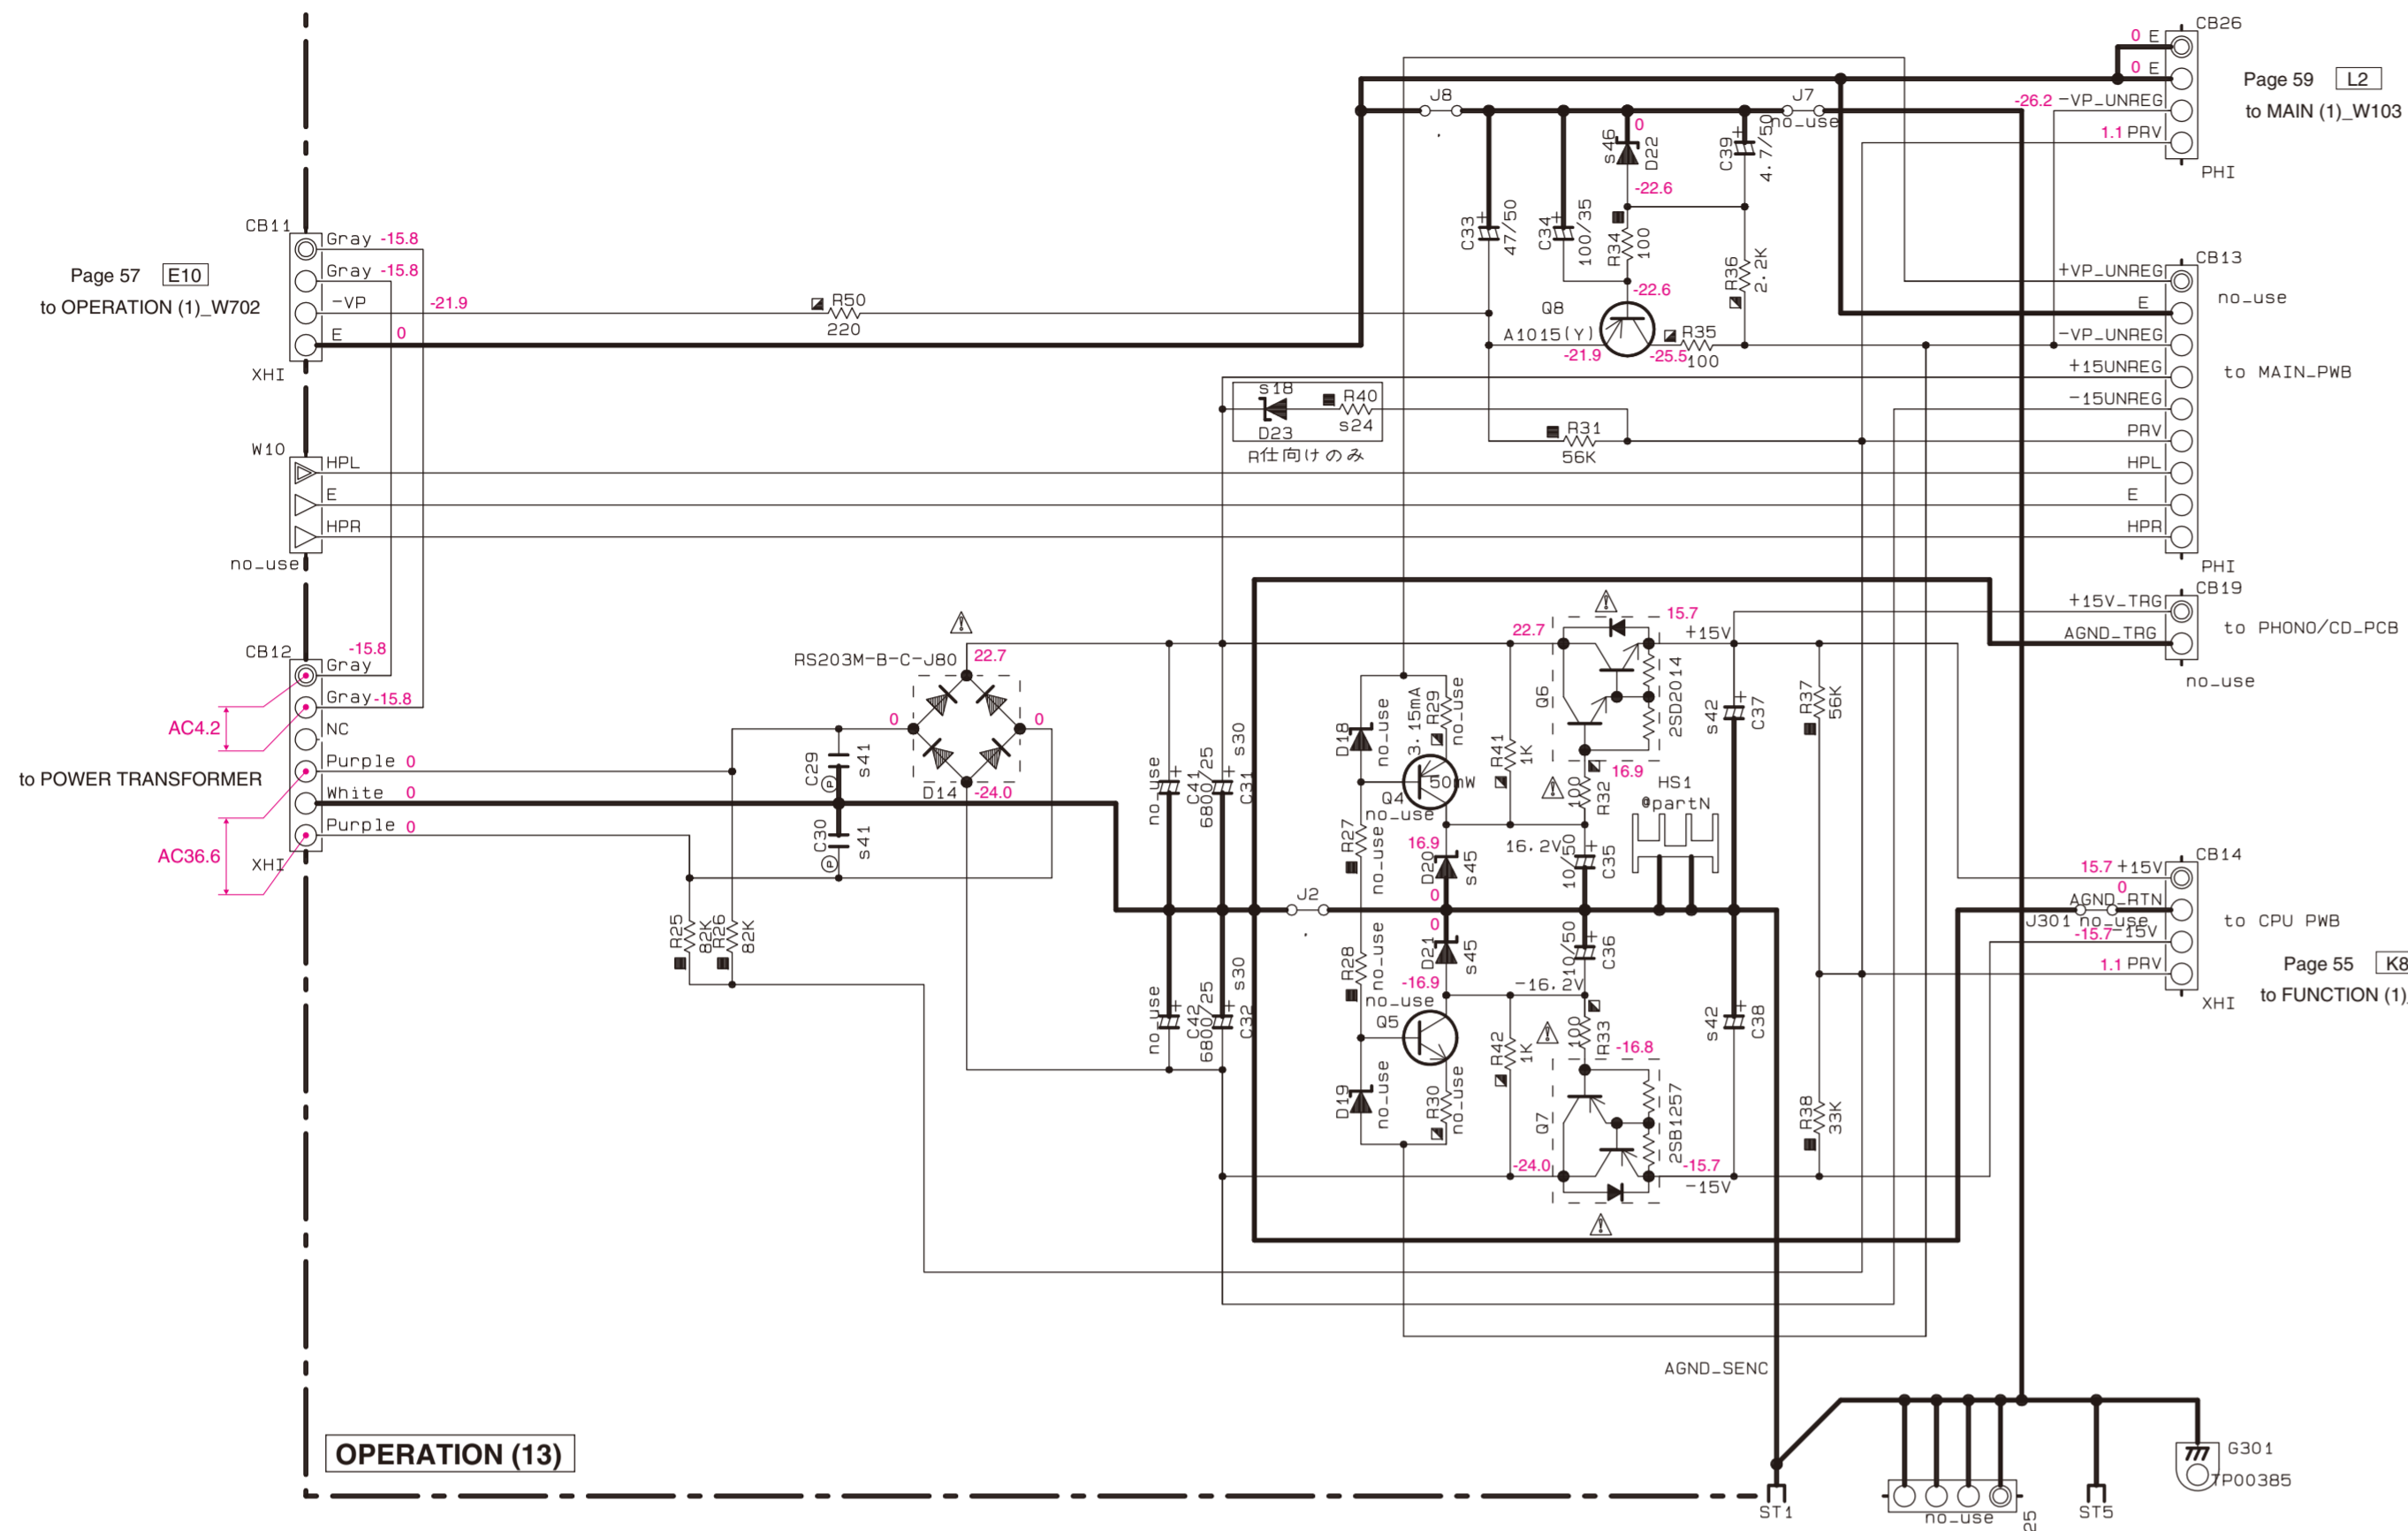 CB26
0 E
0 E
-26.2 -VP_UNREG
1.1 PRV
PHI
Page 59 L2
to MAIN (1)_W103
J8
J7
no_use
0
s46
D22
C39
4.7/50
-22.6
C33
47/50
C34
100/35
R34
100
R36
2.2K
-22.6
Q8
A1015(Y)
-21.9
-25.5
R35
100
CB11
Gray -15.8
Gray -15.8
-VP -21.9
E 0
XHI
Page 57 E10
to OPERATION (1)_W702
R50
220
CB13
+VP_UNREG
no_use
E
-VP_UNREG
+15UNREG
to MAIN_PWB
-15UNREG
PRV
HPL
E
HPR
PHI
s18
D23
R40
s24
R仕向けのみ
R31
56K
W10
HPL
E
HPR
no_use
CB19
+15V_TRG
AGND_TRG
to PHONO/CD_PCB
no_use
CB12
-15.8
Gray
Gray -15.8
NC
Purple 0
White 0
Purple 0
XHI
AC4.2
to POWER TRANSFORMER
AC36.6
RS203M-B-C-J80
22.7
0
0
D14
-24.0
C29
s41
P
C30
s41
P
R25
82K
R26
82K
no_use
C41
6800/25
C31
s30
no_use
C42
6800/25
C32
s30
J2
D18
no_use
3.15mA
R29
no_use
50mW
Q4
no_use
R27
no_use
R41
1K
22.7
15.7
+15V
Q6
2SD2014
16.9
100
R32
HS1
@partN
16.9
16.2V
D20
s45
0
10/50
C35
0
D21
s45
10/50
C36
-16.9
-16.2V
R28
no_use
no_use
Q5
D19
no_use
R30
no_use
R42
1K
100
R33
-16.8
Q7
2SB1257
-24.0
-15.7
-15V
s42
C37
s42
C38
R37
56K
R38
33K
CB14
15.7 +15V
0
AGND_RTN
J301 no_use
-15.7 -15V
1.1 PRV
XHI
to CPU PWB
Page 55 K8
to FUNCTION (1)
AGND_SENC
OPERATION (13)
ST1
no_use
25
ST5
G301
TP00385